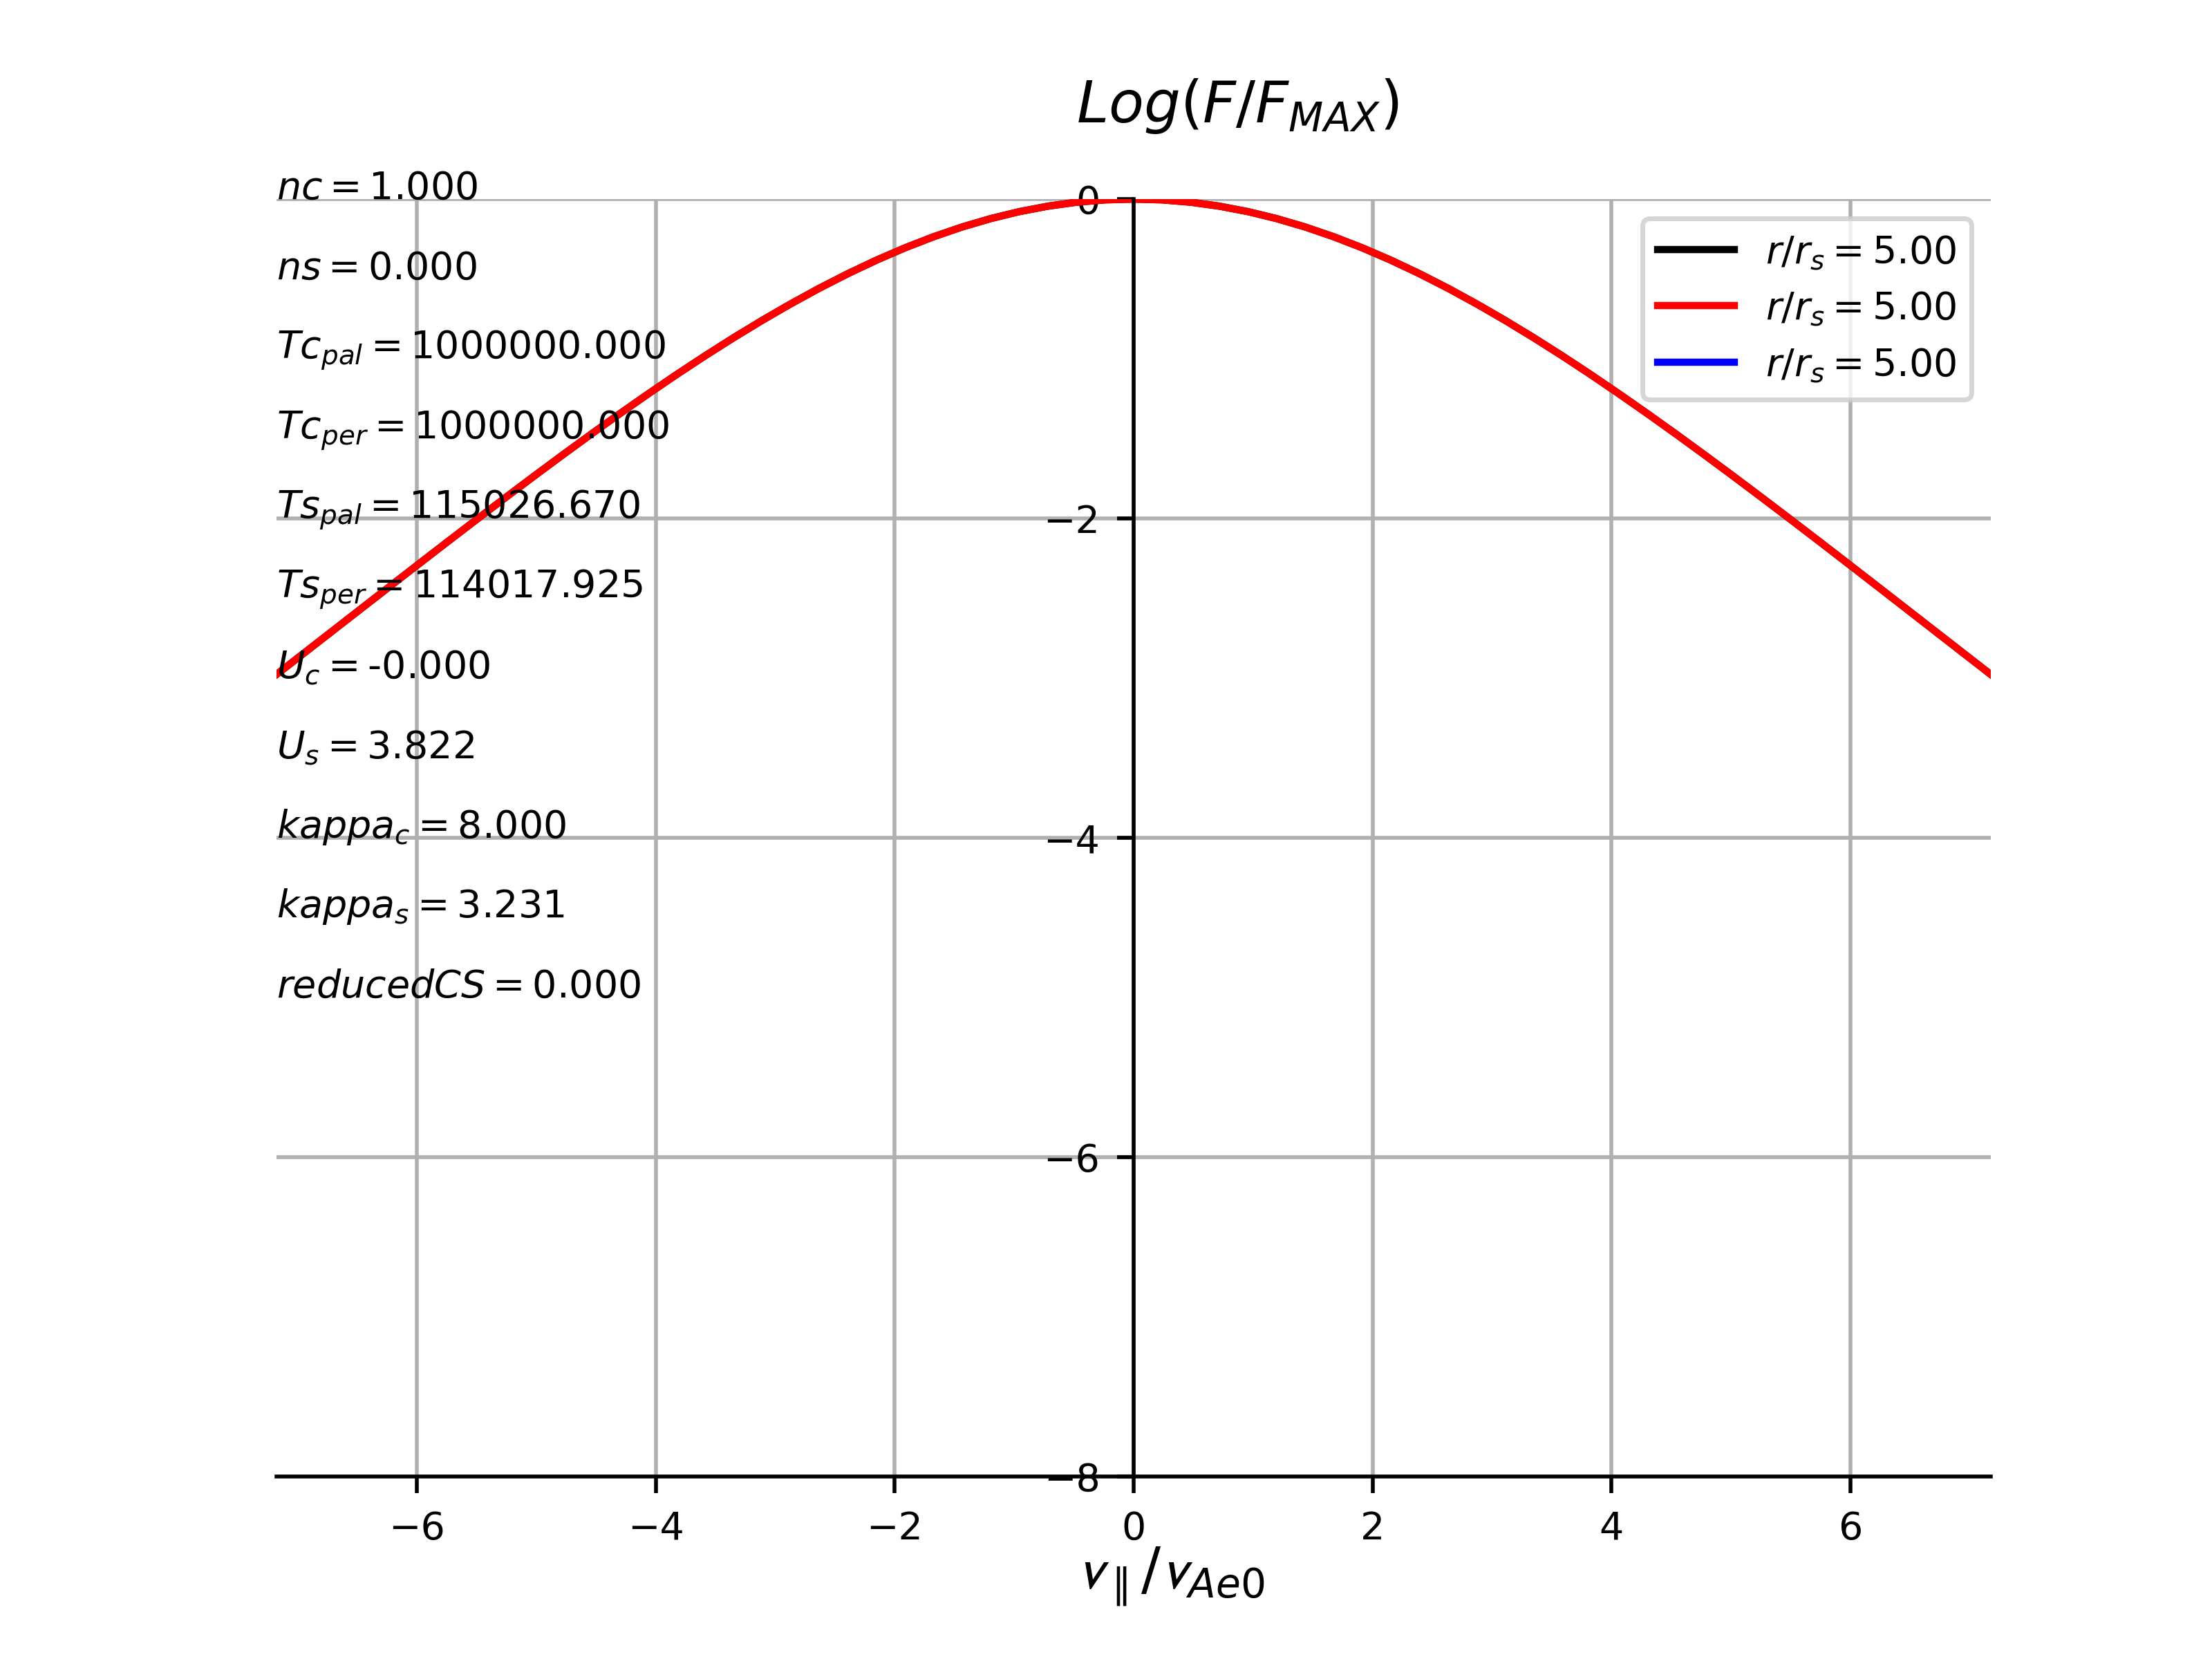 Log(F/F_MAX)
nc = 1.000
ns = 0.000
Tc_pal = 1000000.000
Tc_per = 1000000.000
Ts_pal = 115026.670
Ts_per = 114017.925
U_c = -0.000
U_s = 3.822
kappa_c = 8.000
kappa_s = 3.231
reducedCS = 0.000
r/r_s = 5.00
r/r_s = 5.00
r/r_s = 5.00
0
−2
−4
−6
−8
−6 −4 −2 0 2 4 6
v_∥/v_Ae0